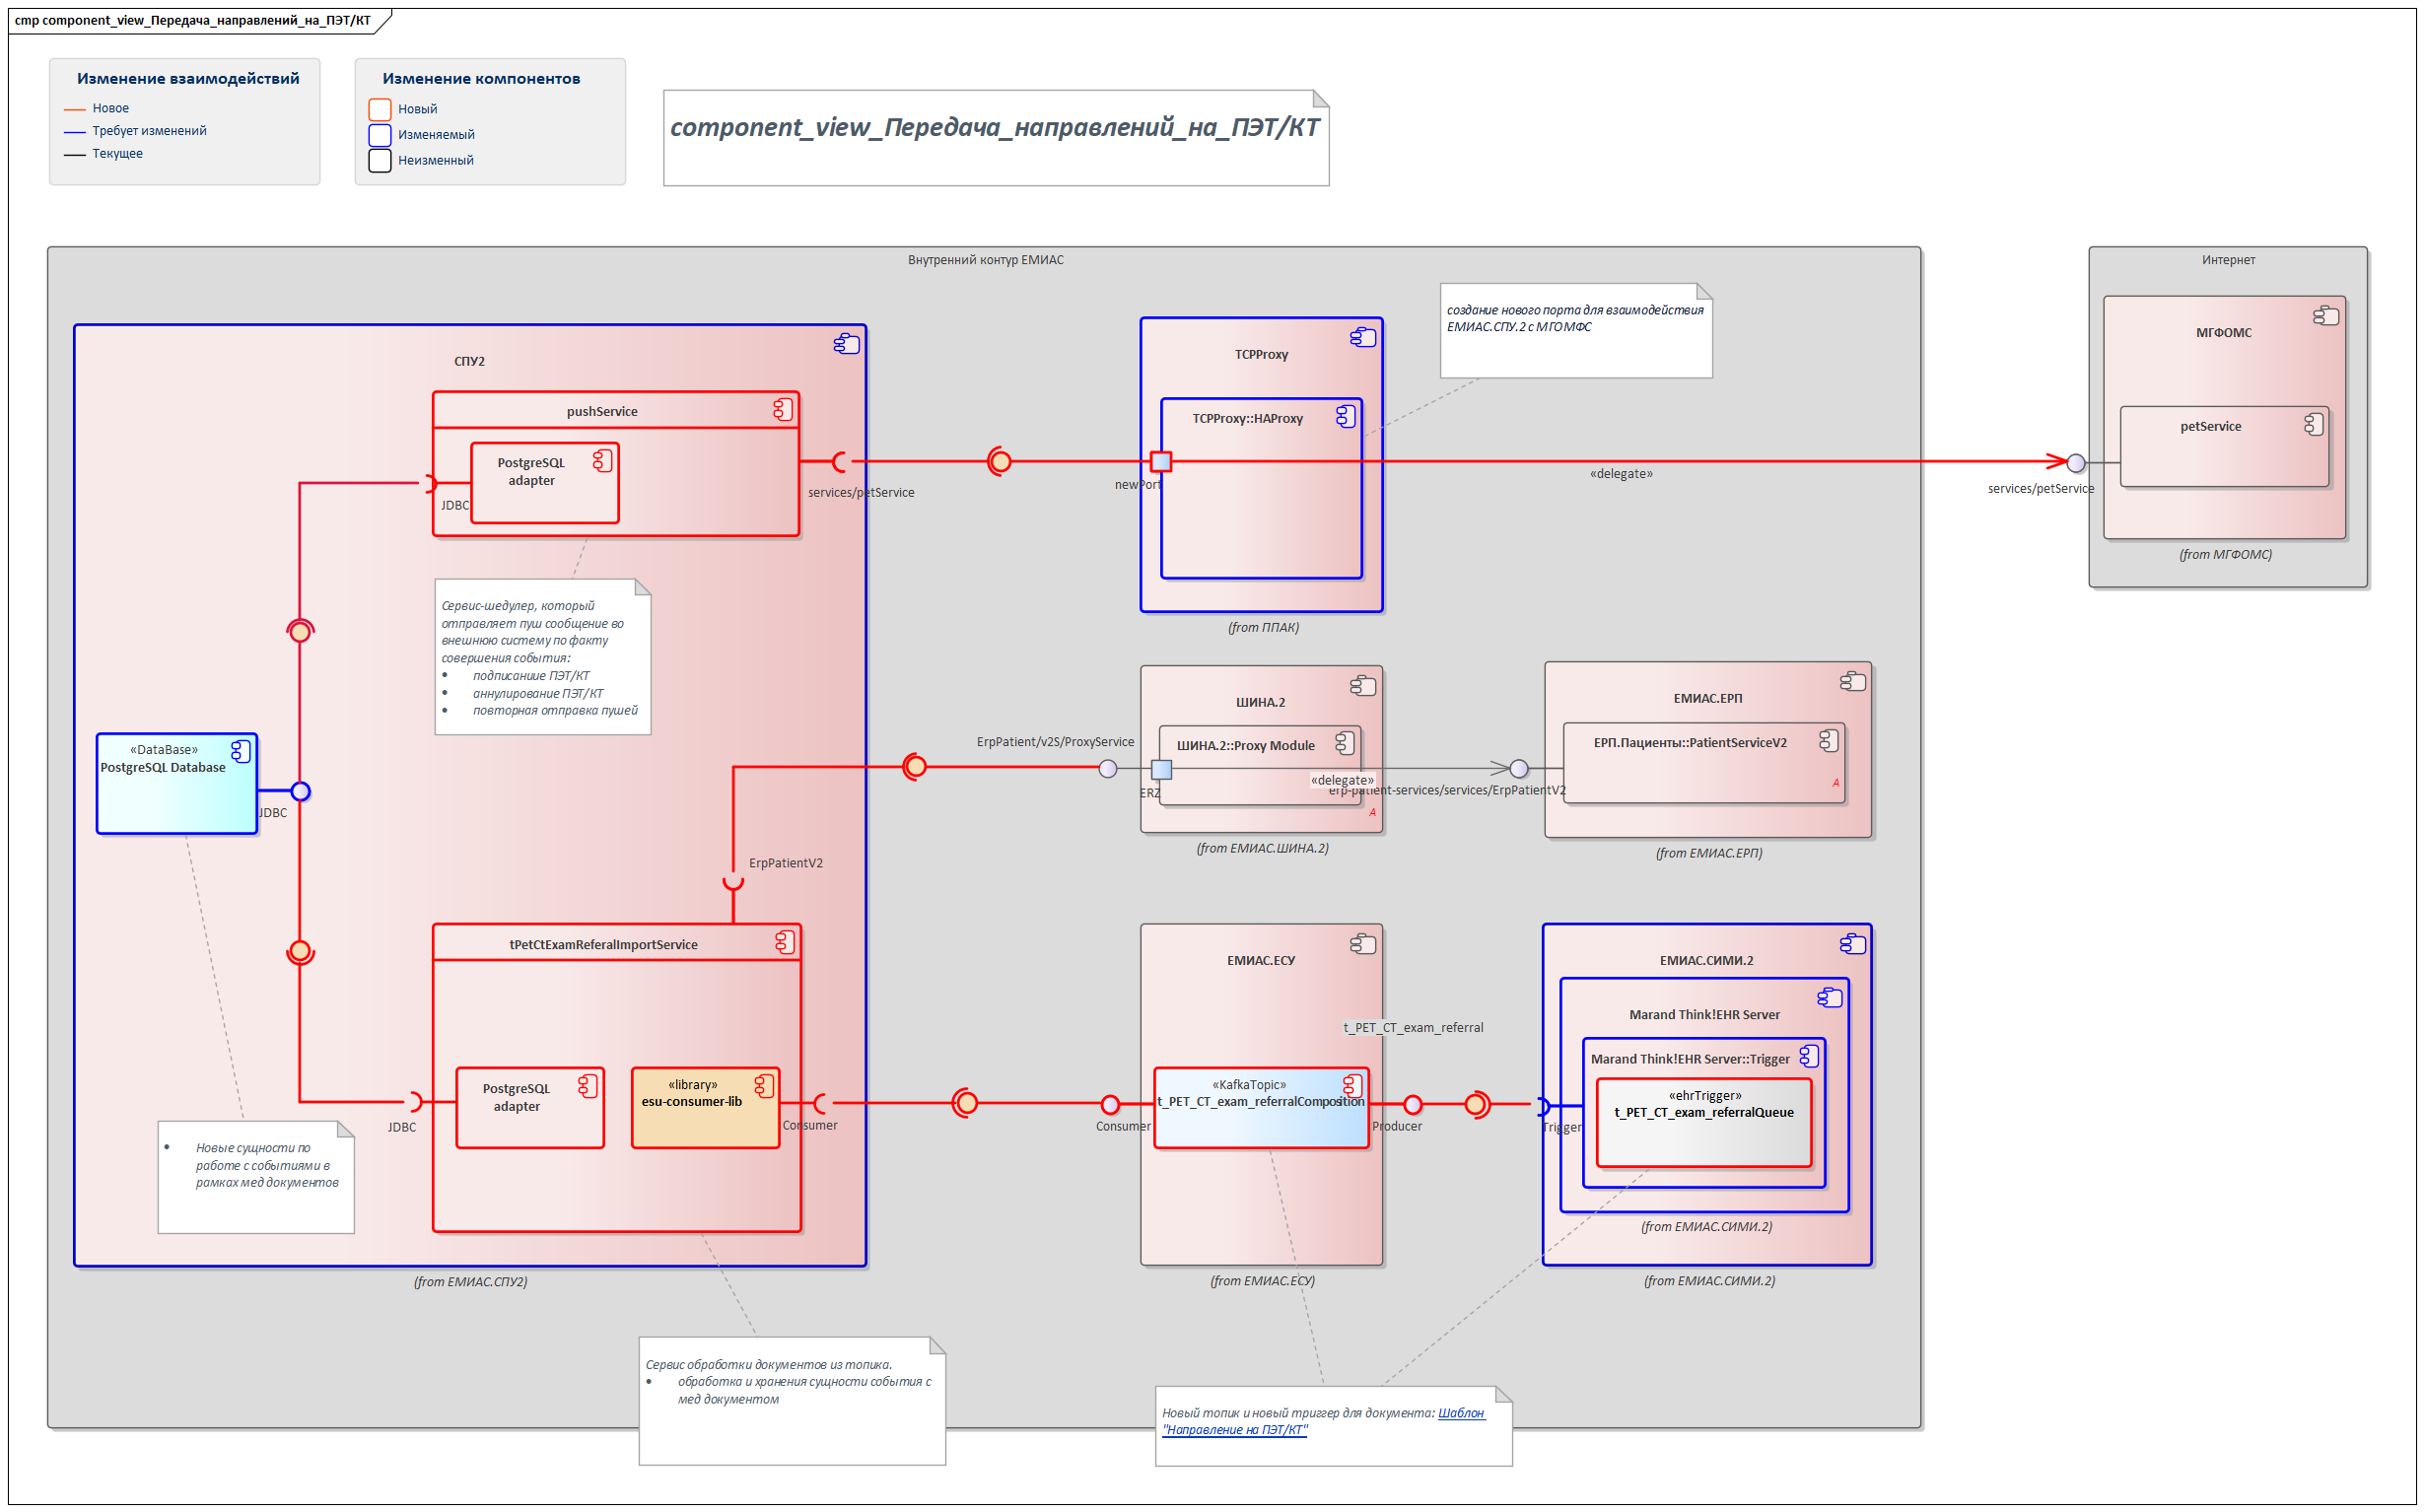 cmp component_view_Передача_направлений_на_ПЭТ/КТ
Изменение взаимодействий
Новое
Требует изменений
Текущее
Изменение компонентов
Новый
Изменяемый
Неизменный
component_view_Передача_направлений_на_ПЭТ/КТ
Внутренний контур ЕМИАС
Интернет
создание нового порта для взаимодействия
ЕМИАС.СПУ.2 с МГОМФС
СПУ2
pushService
PostgreSQL
adapter
JDBC
services/petService
newPort
TCPProxy
TCPProxy::HAProxy
(from ППАК)
«delegate»
services/petService
МГФОМС
petService
(from МГФОМС)
Сервис-шедулер, который
отправляет пуш сообщение во
внешнюю систему по факту
совершения события:
• подписаниие ПЭТ/КТ
• аннулирование ПЭТ/КТ
• повторная отправка пушей
«DataBase»
PostgreSQL Database
JDBC
ErpPatient/v2S/ProxyService
ШИНА.2
ШИНА.2::Proxy Module
ERZ
«delegate»
erp-patient-services/services/ErpPatientV2
A
(from ЕМИАС.ШИНА.2)
ЕМИАС.ЕРП
ЕРП.Пациенты::PatientServiceV2
A
(from ЕМИАС.ЕРП)
ErpPatientV2
tPetCtExamReferalImportService
PostgreSQL
adapter
JDBC
«library»
esu-consumer-lib
Consumer
Consumer
ЕМИАС.ЕСУ
t_PET_CT_exam_referral
«KafkaTopic»
t_PET_CT_exam_referralComposition
Producer
(from ЕМИАС.ЕСУ)
ЕМИАС.СИМИ.2
Marand Think!EHR Server
Marand Think!EHR Server::Trigger
«ehrTrigger»
t_PET_CT_exam_referralQueue
Trigger
(from ЕМИАС.СИМИ.2)
(from ЕМИАС.СИМИ.2)
• Новые сущности по
работе с событиями в
рамках мед документов
(from ЕМИАС.СПУ2)
Сервис обработки документов из топика.
• обработка и хранения сущности события с
мед документом
Новый топик и новый триггер для документа: Шаблон
"Направление на ПЭТ/КТ"